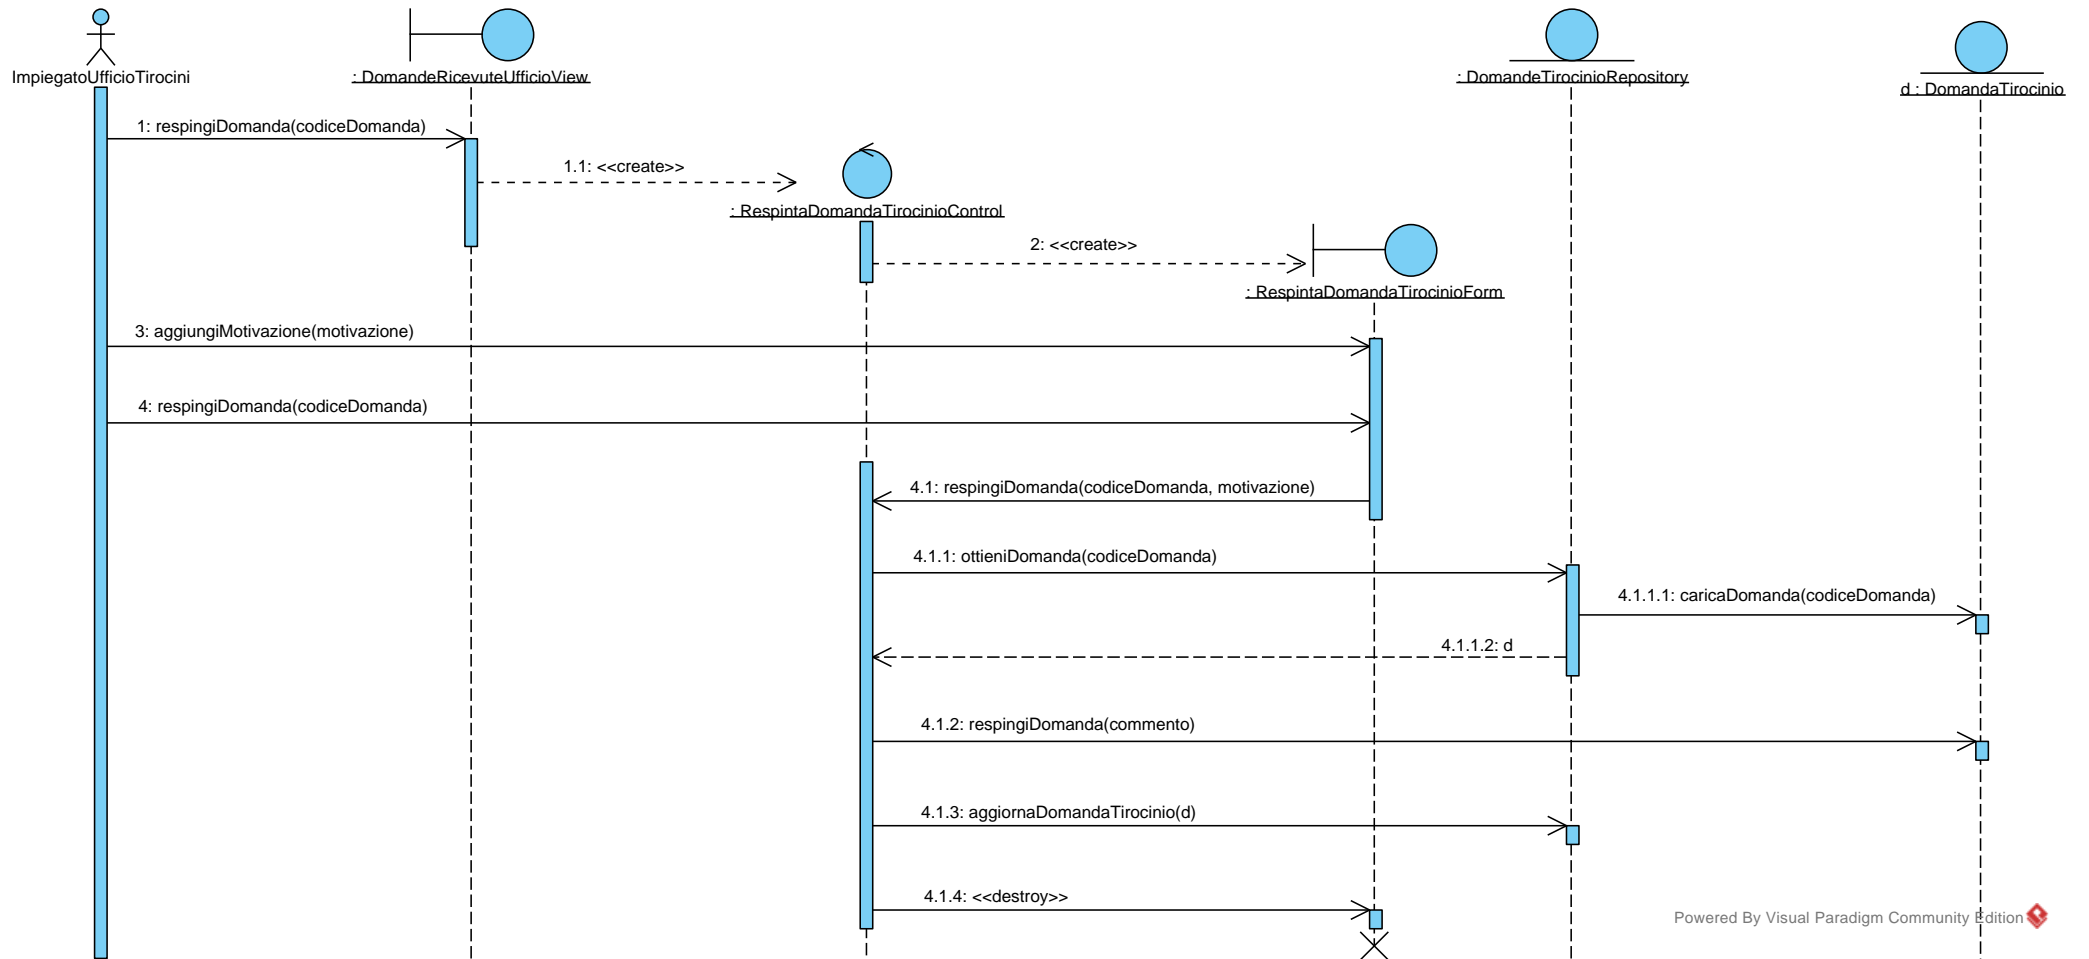 ImpiegatoUfficioTirocini
: DomandeRicevuteUfficioView
: DomandeTirocinioRepository
d : DomandaTirocinio
1: respingiDomanda(codiceDomanda)
1.1: <<create>>
: RespintaDomandaTirocinioControl
2: <<create>>
: RespintaDomandaTirocinioForm
3: aggiungiMotivazione(motivazione)
4: respingiDomanda(codiceDomanda)
4.1: respingiDomanda(codiceDomanda, motivazione)
4.1.1: ottieniDomanda(codiceDomanda)
4.1.1.1: caricaDomanda(codiceDomanda)
4.1.1.2: d
4.1.2: respingiDomanda(commento)
4.1.3: aggiornaDomandaTirocinio(d)
4.1.4: <<destroy>>
Powered By Visual Paradigm Community Edition